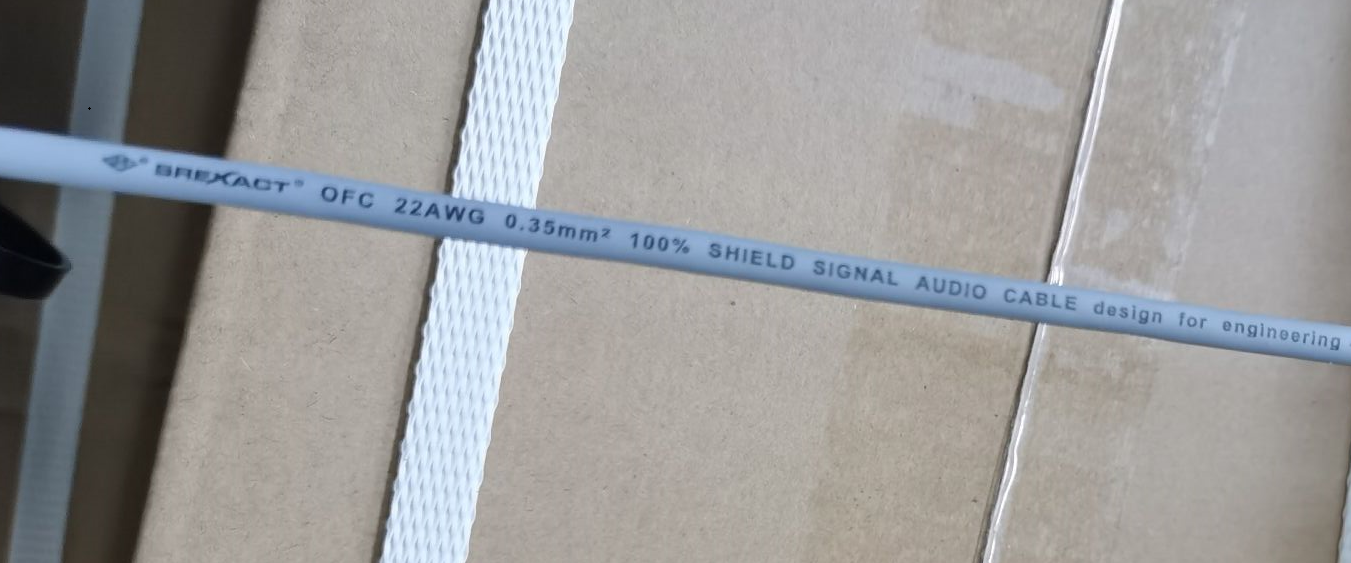 BREXACT® OFC 22AWG 0.35mm² 100% SHIELD SIGNAL AUDIO CABLE design for engineering